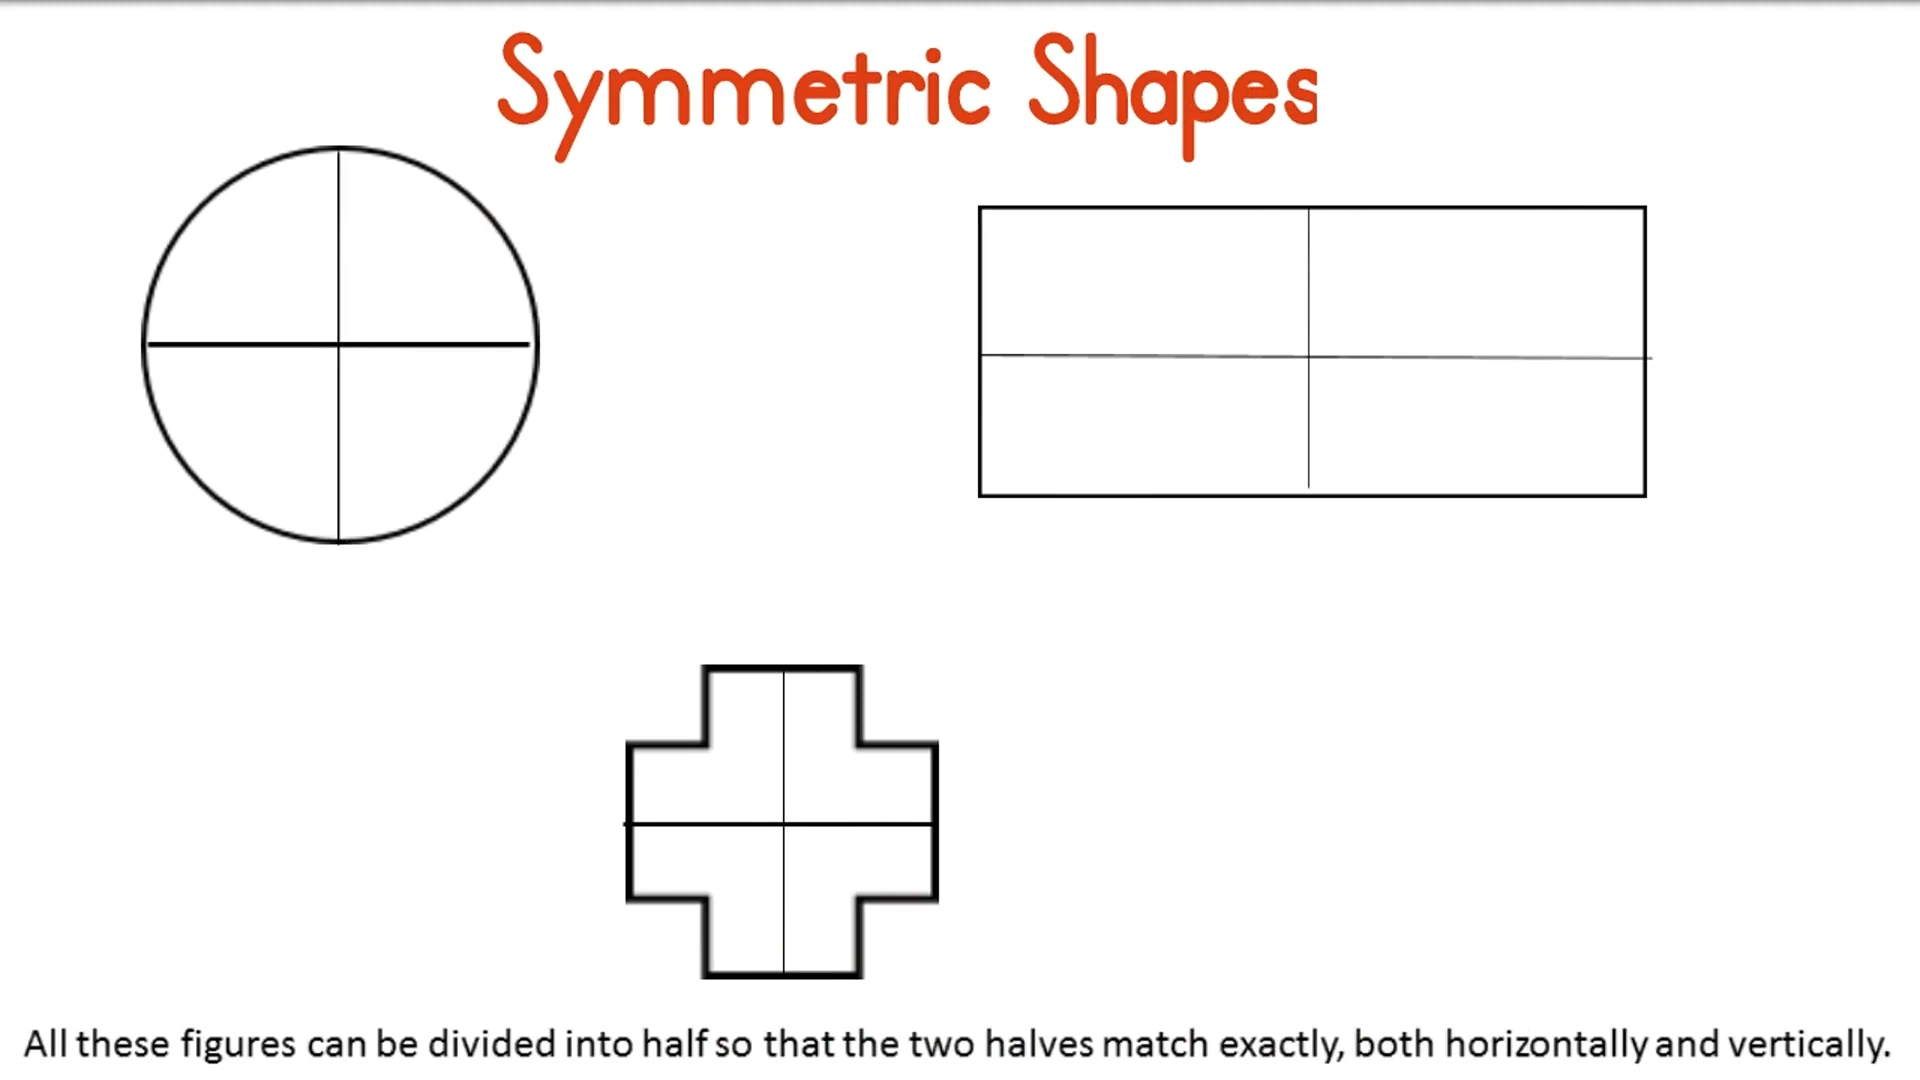 Symmetric Shapes
All these figures can be divided into half so that the two halves match exactly, both horizontally and vertically.